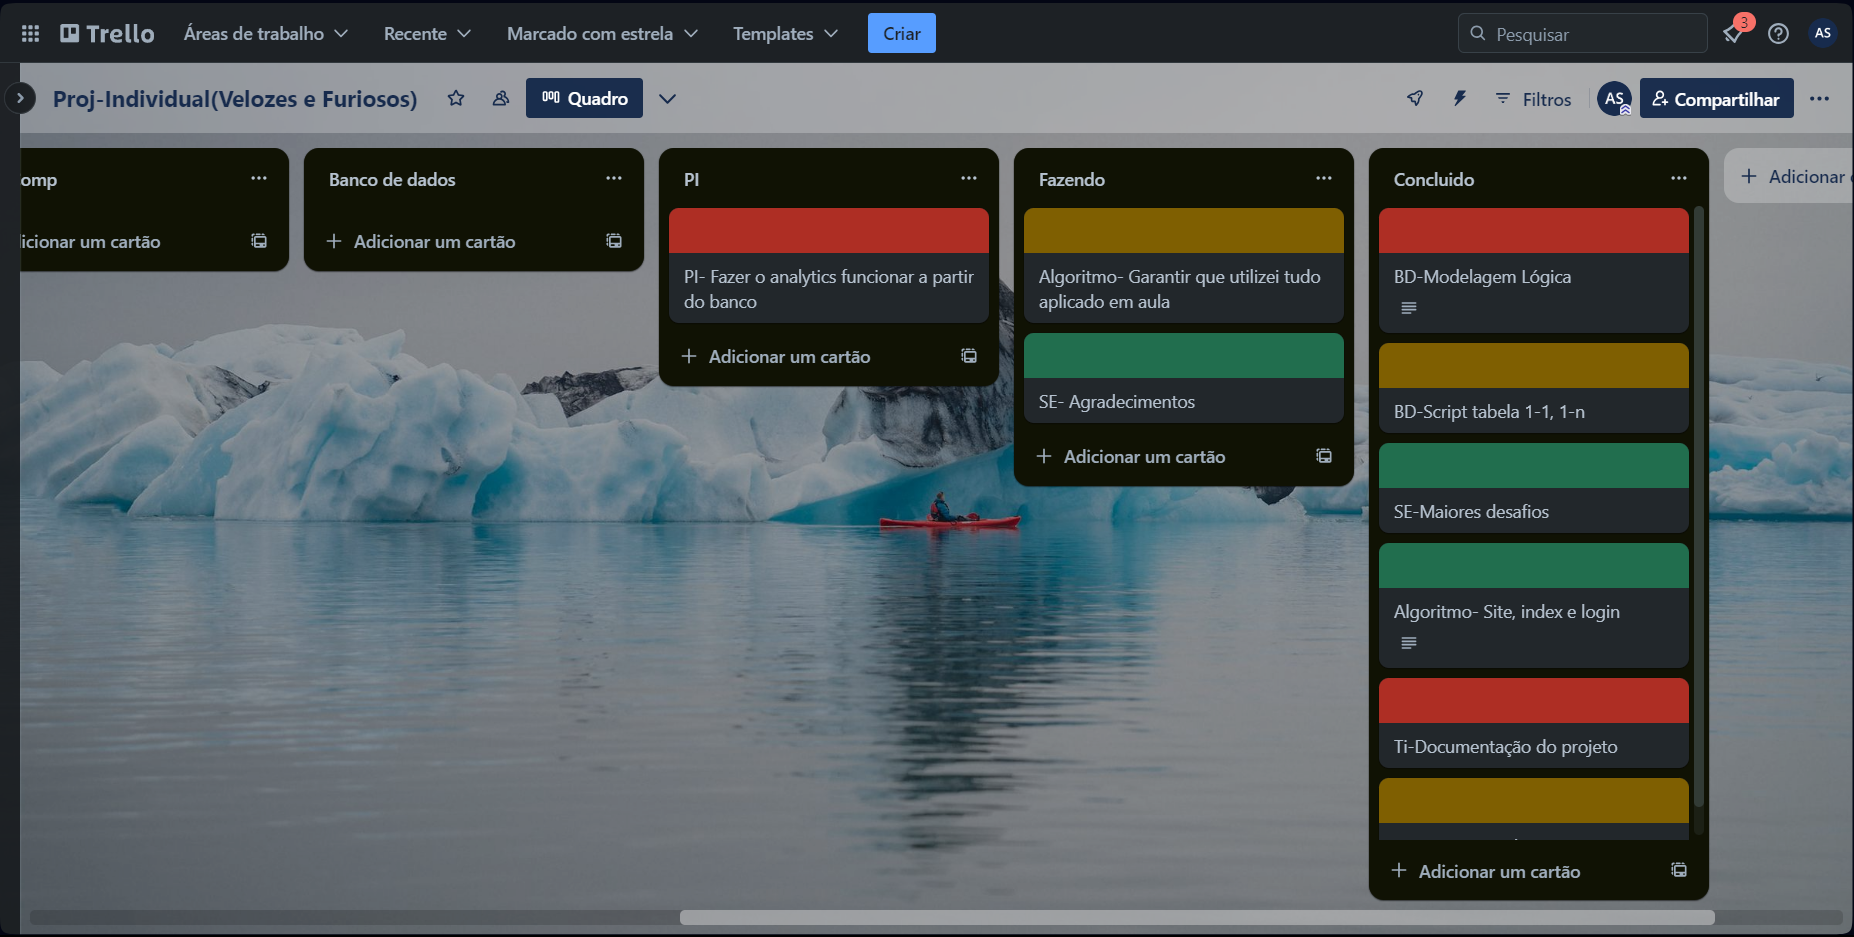 Trello
Áreas de trabalho
Recente
Marcado com estrela
Templates
Criar
Pesquisar
3
AS
Proj-Individual(Velozes e Furiosos)
Quadro
Filtros
AS
Compartilhar
omp
icionar um cartão
Banco de dados
Adicionar um cartão
PI
PI- Fazer o analytics funcionar a partir
do banco
Adicionar um cartão
Fazendo
Algoritmo- Garantir que utilizei tudo
aplicado em aula
SE- Agradecimentos
Adicionar um cartão
Concluido
BD-Modelagem Lógica
BD-Script tabela 1-1, 1-n
SE-Maiores desafios
Algoritmo- Site, index e login
Ti-Documentação do projeto
Adicionar um cartão
Adicionar